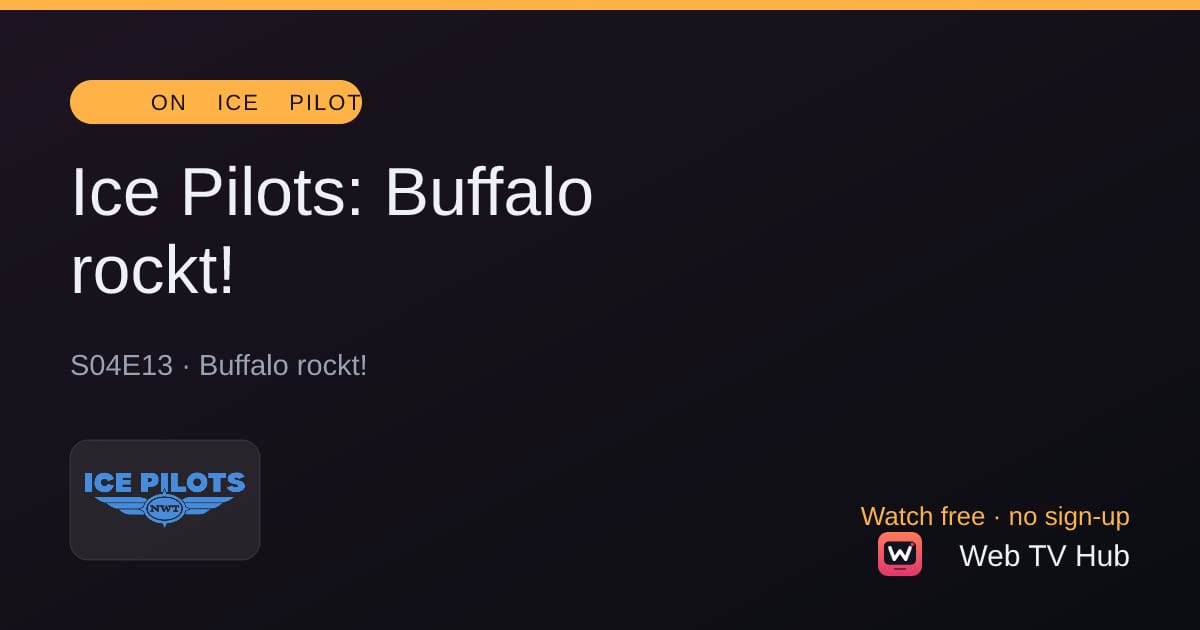 ON ICE PILOT
Ice Pilots: Buffalo
rockt!
S04E13 · Buffalo rockt!
ICE PILOTS
NWT
Watch free · no sign-up
W
Web TV Hub